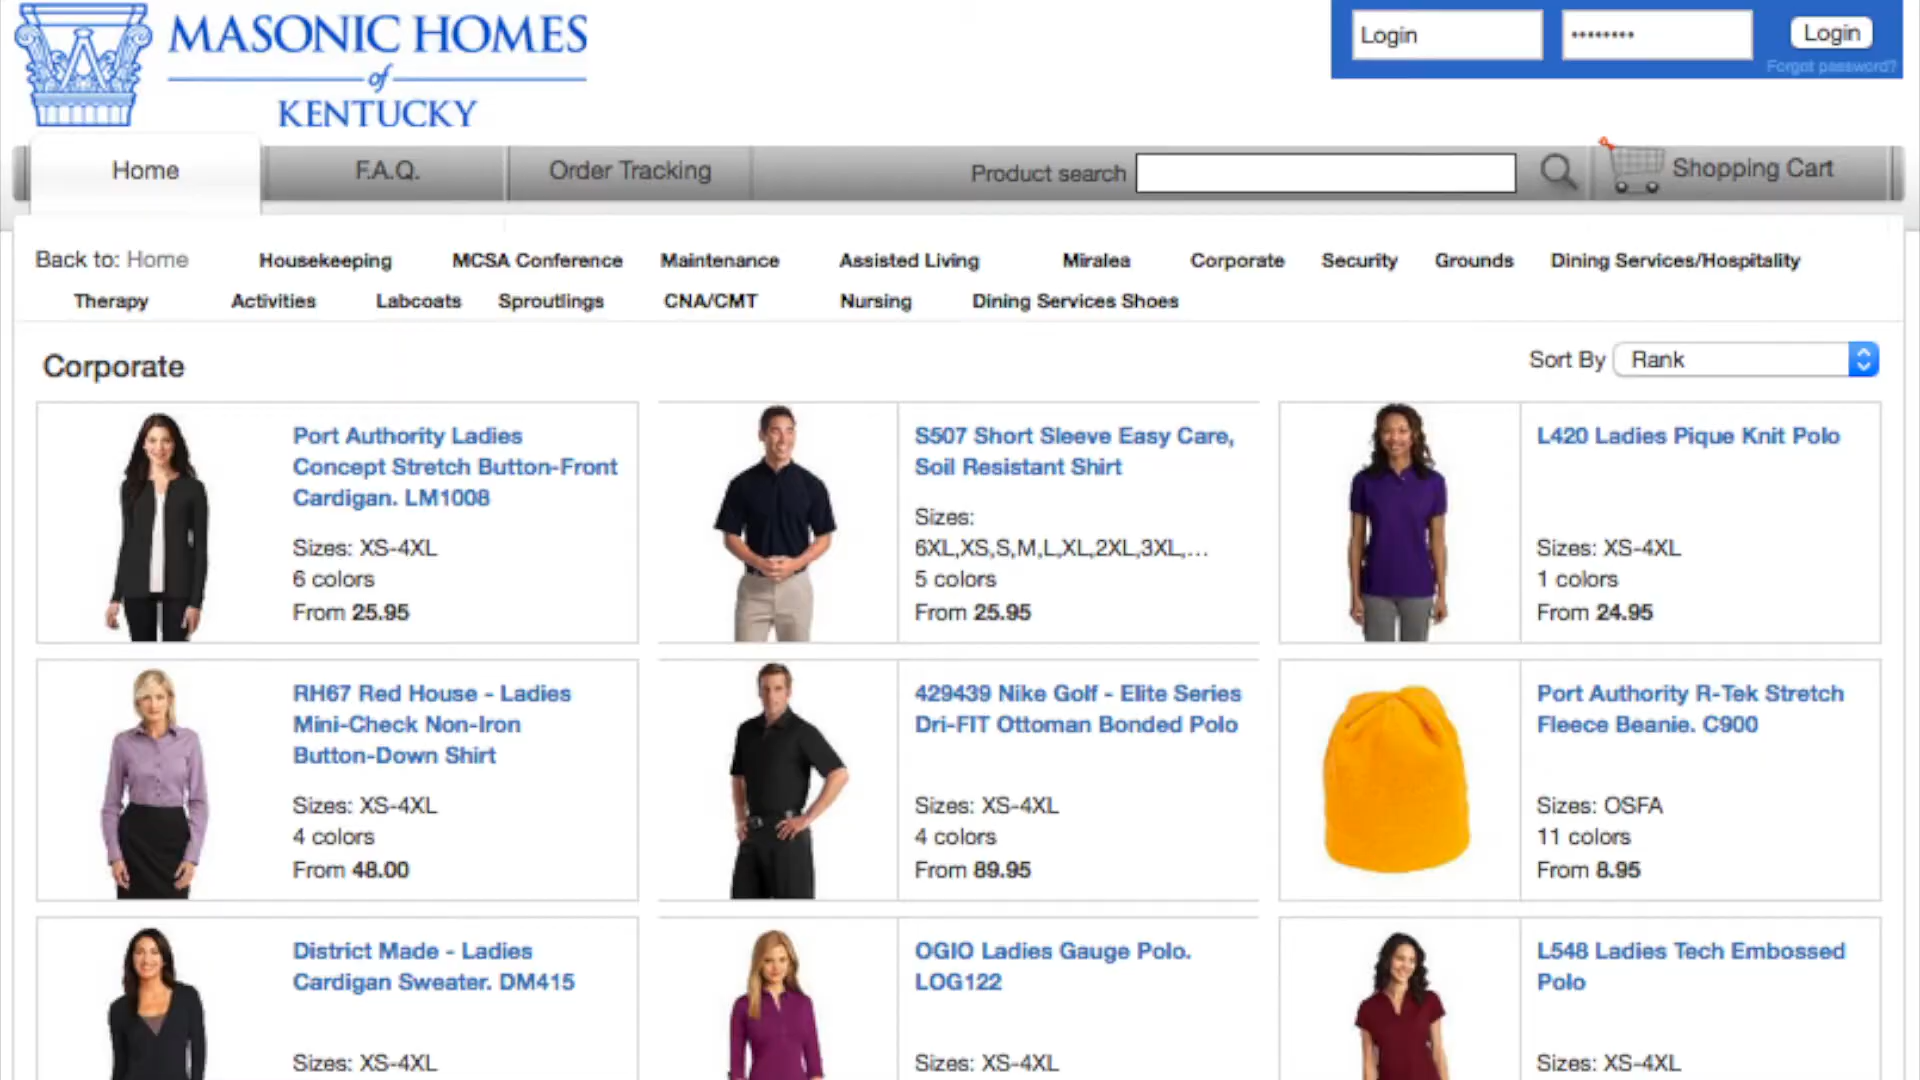 MASONIC HOMES
of
KENTUCKY
Login
••••••••
Login
Forgot password?
Home
F.A.Q.
Order Tracking
Product search
Shopping Cart
Back to: Home
Housekeeping
MCSA Conference
Maintenance
Assisted Living
Miralea
Corporate
Security
Grounds
Dining Services/Hospitality
Therapy
Activities
Labcoats
Sproutlings
CNA/CMT
Nursing
Dining Services Shoes
Corporate
Sort By
Rank
Port Authority Ladies
Concept Stretch Button-Front
Cardigan. LM1008
Sizes: XS-4XL
6 colors
From 25.95
S507 Short Sleeve Easy Care,
Soil Resistant Shirt
Sizes:
6XL,XS,S,M,L,XL,2XL,3XL,...
5 colors
From 25.95
L420 Ladies Pique Knit Polo
Sizes: XS-4XL
1 colors
From 24.95
RH67 Red House - Ladies
Mini-Check Non-Iron
Button-Down Shirt
Sizes: XS-4XL
4 colors
From 48.00
429439 Nike Golf - Elite Series
Dri-FIT Ottoman Bonded Polo
Sizes: XS-4XL
4 colors
From 89.95
Port Authority R-Tek Stretch
Fleece Beanie. C900
Sizes: OSFA
11 colors
From 8.95
District Made - Ladies
Cardigan Sweater. DM415
Sizes: XS-4XL
OGIO Ladies Gauge Polo.
LOG122
Sizes: XS-4XL
L548 Ladies Tech Embossed
Polo
Sizes: XS-4XL